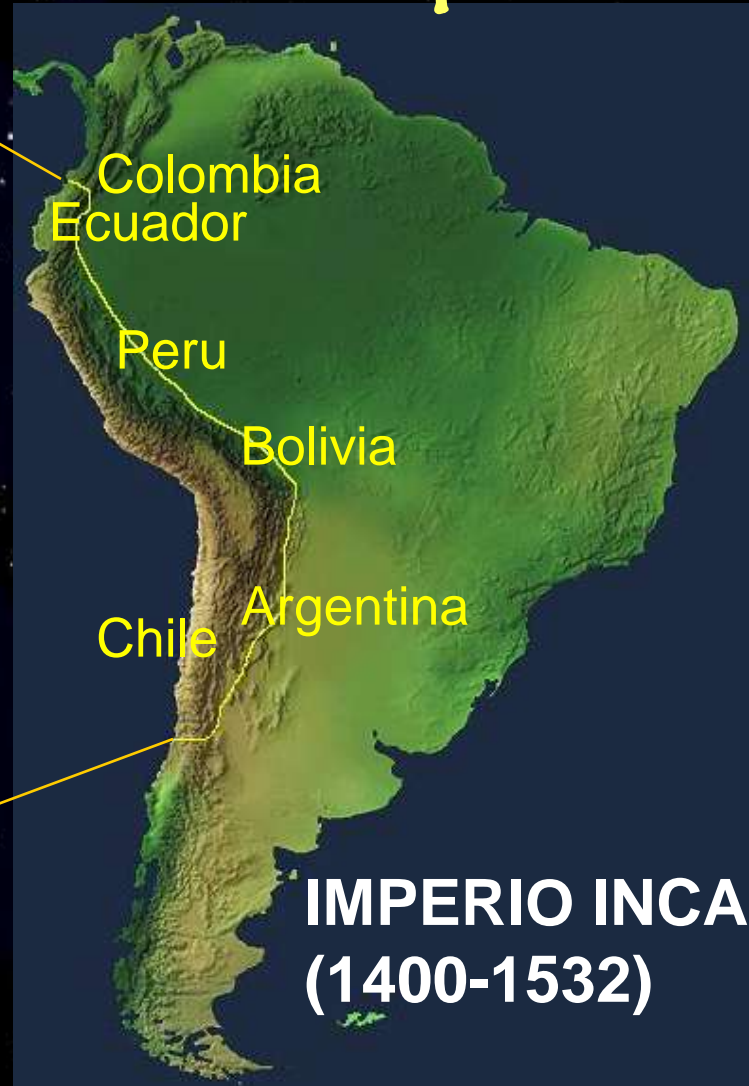 Colombia
Ecuador
Peru
Bolivia
Argentina
Chile
IMPERIO INCA
(1400-1532)